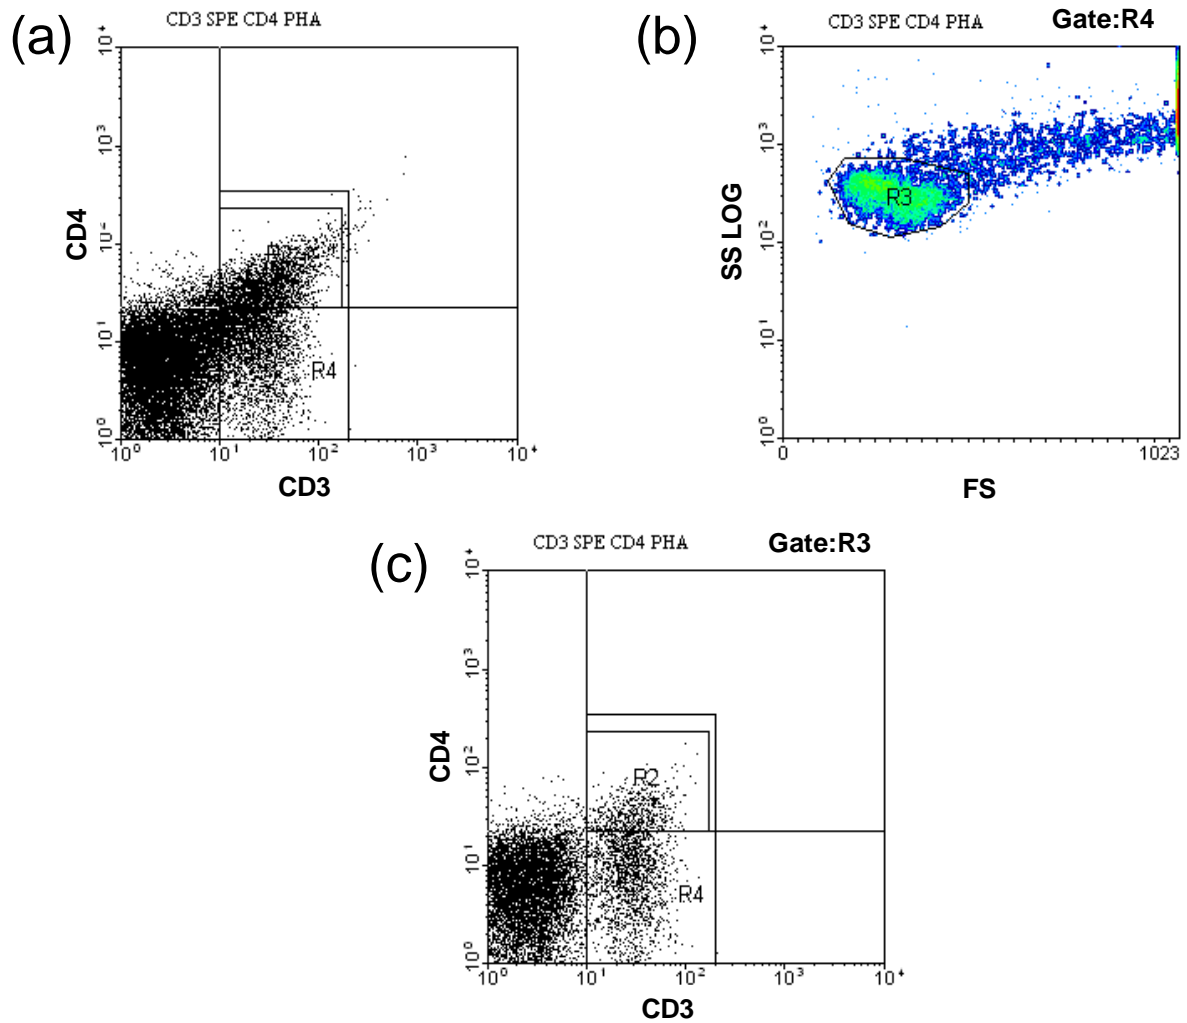 (a)
CD3 SPE CD4 PHA
CD4
10⁴
10³
10²
10¹
10⁰
R4
10⁰ 10¹ 10² 10³ 10⁴
CD3
(b)
CD3 SPE CD4 PHA
Gate:R4
SS LOG
10⁴
10³
10²
10¹
10⁰
R3
0 1023
FS
(c)
CD3 SPE CD4 PHA
Gate:R3
CD4
10⁴
10³
10²
10¹
10⁰
R2
R4
10⁰ 10¹ 10² 10³ 10⁴
CD3